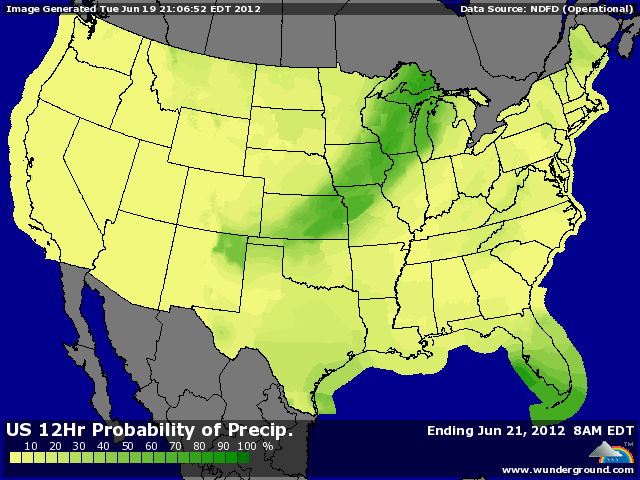 Image Generated Tue Jun 19 21:06:52 EDT 2012 Data Source: NDFD (Operational)
US 12Hr Probability of Precip. Ending Jun 21, 2012 8AM EDT
10 20 30 40 50 60 70 80 90 100 %
TM
www.wunderground.com